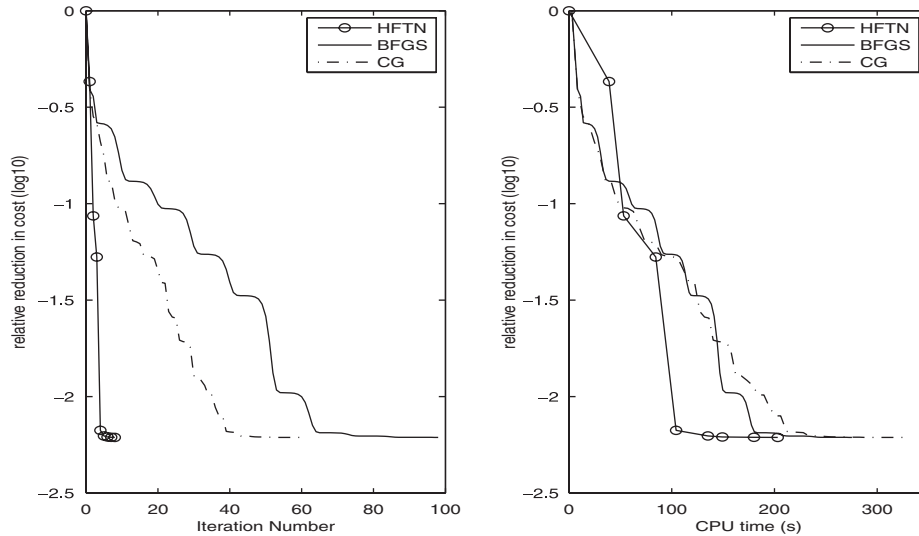 HFTN
BFGS
CG
0
−0.5
−1
−1.5
−2
−2.5
relative reduction in cost (log10)
0
20
40
60
80
100
Iteration Number
HFTN
BFGS
CG
0
−0.5
−1
−1.5
−2
−2.5
relative reduction in cost (log10)
0
100
200
300
CPU time (s)